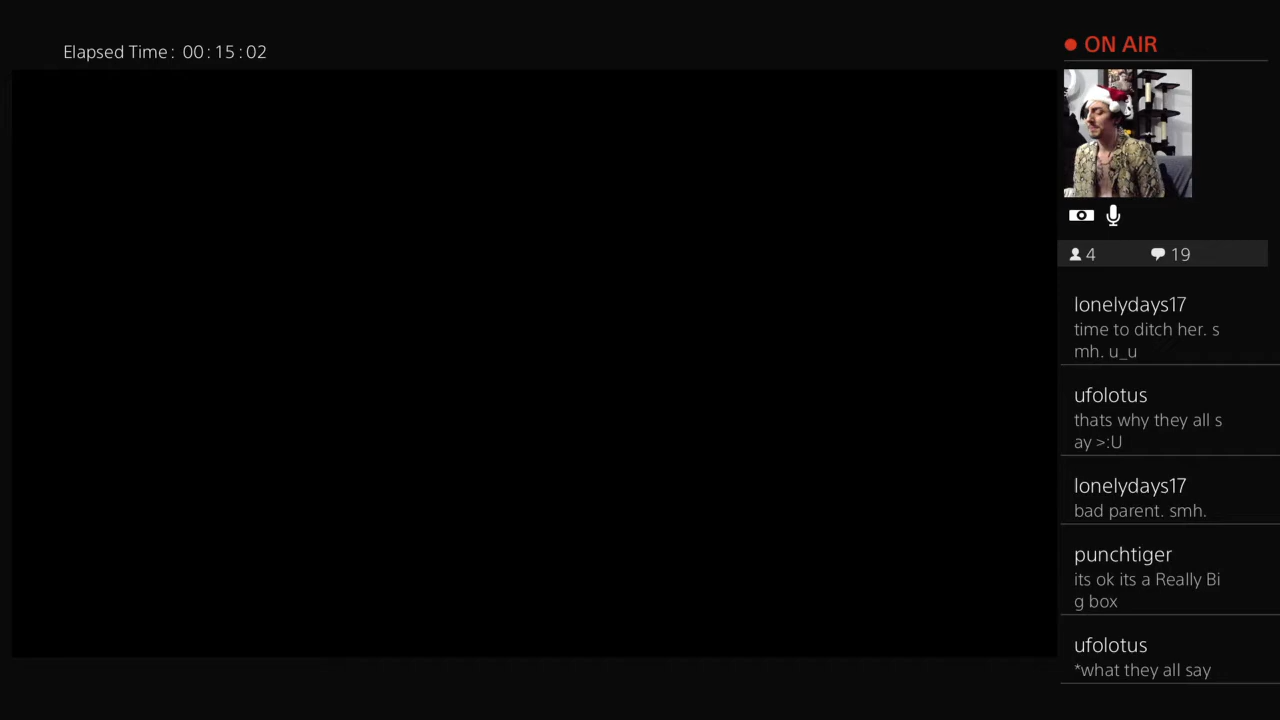 Elapsed Time: 00:15:02
ON AIR
4 19
lonelydays17
time to ditch her. s
mh. u_u
ufolotus
thats why they all s
ay >:U
lonelydays17
bad parent. smh.
punchtiger
its ok its a Really Bi
g box
ufolotus
*what they all say